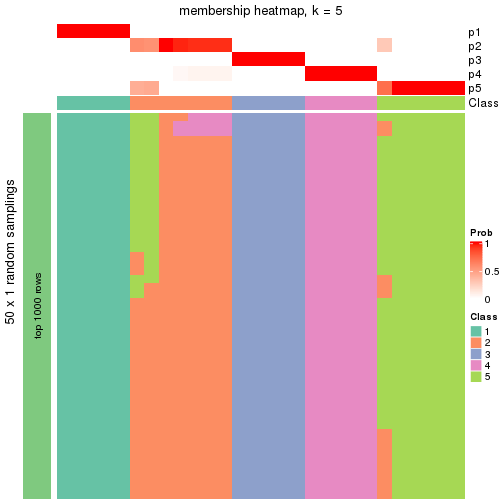 membership heatmap, k = 5
p1
p2
p3
p4
p5
Class
50 x 1 random samplings
top 1000 rows
Prob
1
0.5
0
Class
1
2
3
4
5